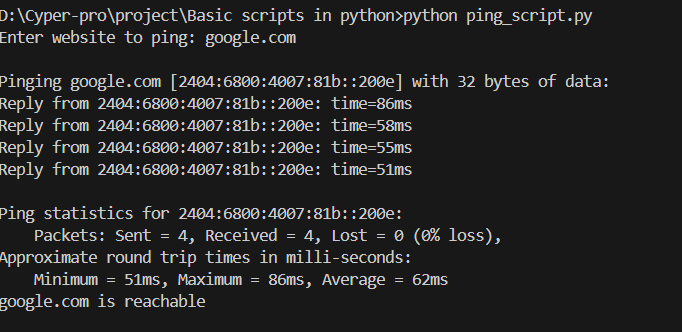 D:\Cyper-pro\project\Basic scripts in python>python ping_script.py
Enter website to ping: google.com
Pinging google.com [2404:6800:4007:81b::200e] with 32 bytes of data:
Reply from 2404:6800:4007:81b::200e: time=86ms
Reply from 2404:6800:4007:81b::200e: time=58ms
Reply from 2404:6800:4007:81b::200e: time=55ms
Reply from 2404:6800:4007:81b::200e: time=51ms
Ping statistics for 2404:6800:4007:81b::200e:
    Packets: Sent = 4, Received = 4, Lost = 0 (0% loss),
Approximate round trip times in milli-seconds:
    Minimum = 51ms, Maximum = 86ms, Average = 62ms
google.com is reachable